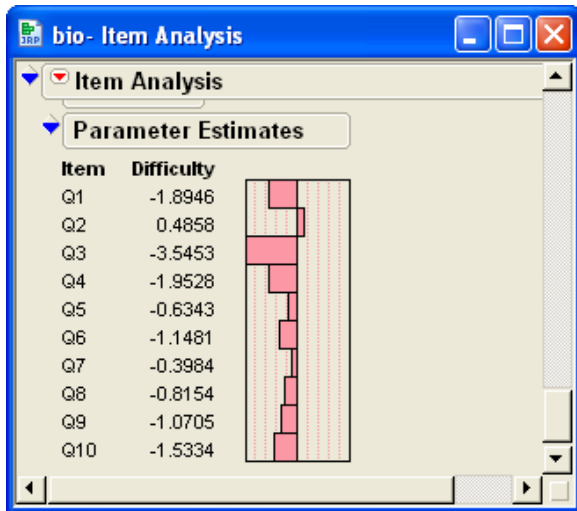 JRP
bio- Item Analysis
Item Analysis
Parameter Estimates
Item Difficulty
Q1 -1.8946
Q2 0.4858
Q3 -3.5453
Q4 -1.9528
Q5 -0.6343
Q6 -1.1481
Q7 -0.3984
Q8 -0.8154
Q9 -1.0705
Q10 -1.5334